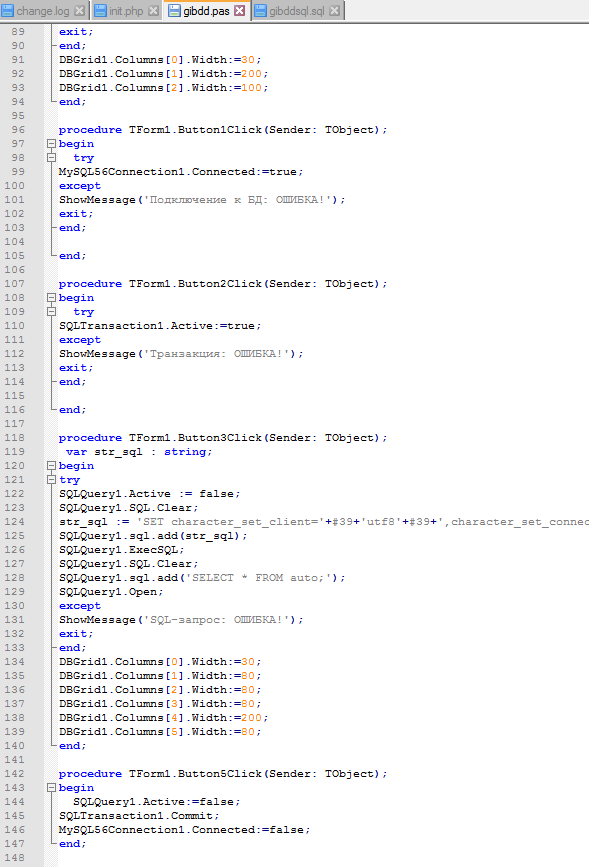 change.log init.php gibdd.pas gibddsql.sql
89 exit;
90 end;
91 DBGrid1.Columns[0].Width:=30;
92 DBGrid1.Columns[1].Width:=200;
93 DBGrid1.Columns[2].Width:=100;
94 end;
95
96 procedure TForm1.Button1Click(Sender: TObject);
97 begin
98 try
99 MySQL56Connection1.Connected:=true;
100 except
101 ShowMessage('Подключение к БД: ОШИБКА!');
102 exit;
103 end;
104
105 end;
106
107 procedure TForm1.Button2Click(Sender: TObject);
108 begin
109 try
110 SQLTransaction1.Active:=true;
111 except
112 ShowMessage('Транзакция: ОШИБКА!');
113 exit;
114 end;
115
116 end;
117
118 procedure TForm1.Button3Click(Sender: TObject);
119 var str_sql : string;
120 begin
121 try
122 SQLQuery1.Active := false;
123 SQLQuery1.SQL.Clear;
124 str_sql := 'SET character_set_client='+#39+'utf8'+#39+',character_set_connec
125 SQLQuery1.sql.add(str_sql);
126 SQLQuery1.ExecSQL;
127 SQLQuery1.SQL.Clear;
128 SQLQuery1.sql.add('SELECT * FROM auto;');
129 SQLQuery1.Open;
130 except
131 ShowMessage('SQL-запрос: ОШИБКА!');
132 exit;
133 end;
134 DBGrid1.Columns[0].Width:=30;
135 DBGrid1.Columns[1].Width:=80;
136 DBGrid1.Columns[2].Width:=80;
137 DBGrid1.Columns[3].Width:=80;
138 DBGrid1.Columns[4].Width:=200;
139 DBGrid1.Columns[5].Width:=80;
140 end;
141
142 procedure TForm1.Button5Click(Sender: TObject);
143 begin
144 SQLQuery1.Active:=false;
145 SQLTransaction1.Commit;
146 MySQL56Connection1.Connected:=false;
147 end;
148